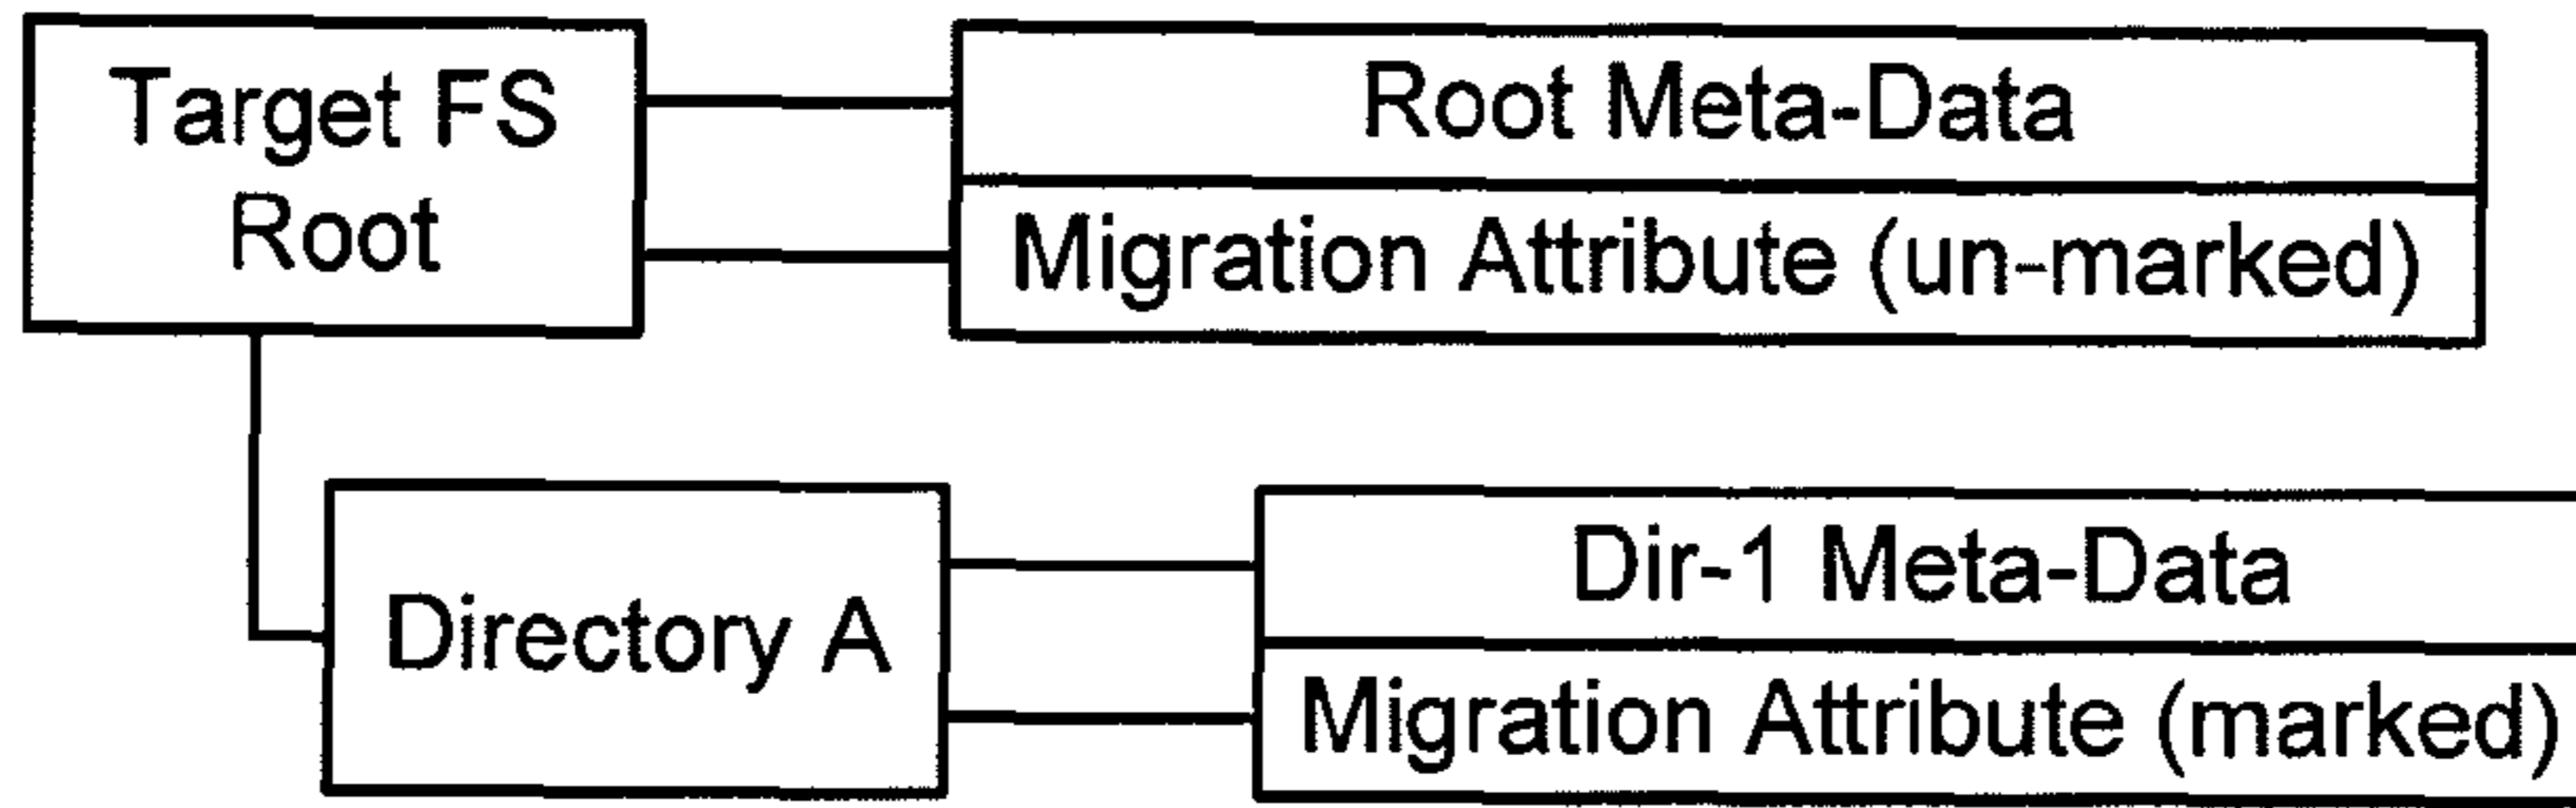 Target FS
Root
Root Meta-Data
Migration Attribute (un-marked)
Directory A
Dir-1 Meta-Data
Migration Attribute (marked)